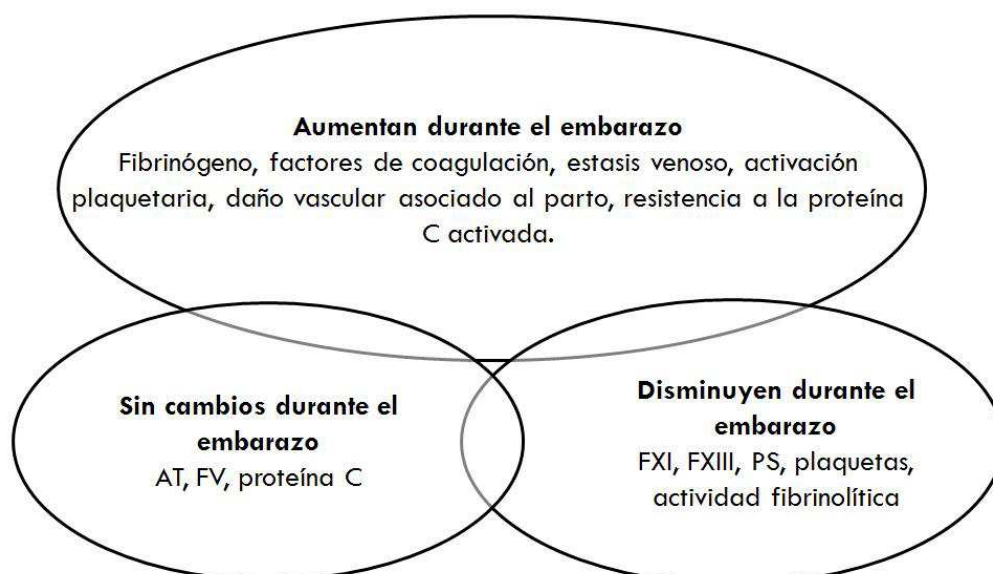 Aumentan durante el embarazo
Fibrinógeno, factores de coagulación, estasis venoso, activación
plaquetaria, daño vascular asociado al parto, resistencia a la proteína
C activada.
Sin cambios durante el
embarazo
AT, FV, proteína C
Disminuyen durante el
embarazo
FXI, FXIII, PS, plaquetas,
actividad fibrinolítica